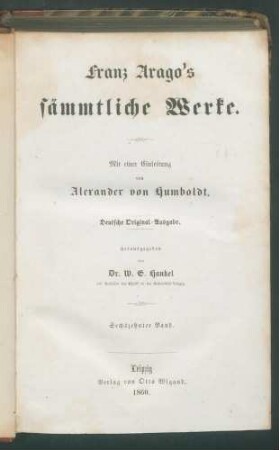 Franz Arago's
sämmtliche Werke.
Mit einer Einleitung
von
Alexander von Humboldt.
Deutsche Original-Ausgabe.
Herausgegeben
von
Dr. W. G. Hankel
Sechszehnter Band.
Leipzig
Verlag von Otto Wigand.
1860.